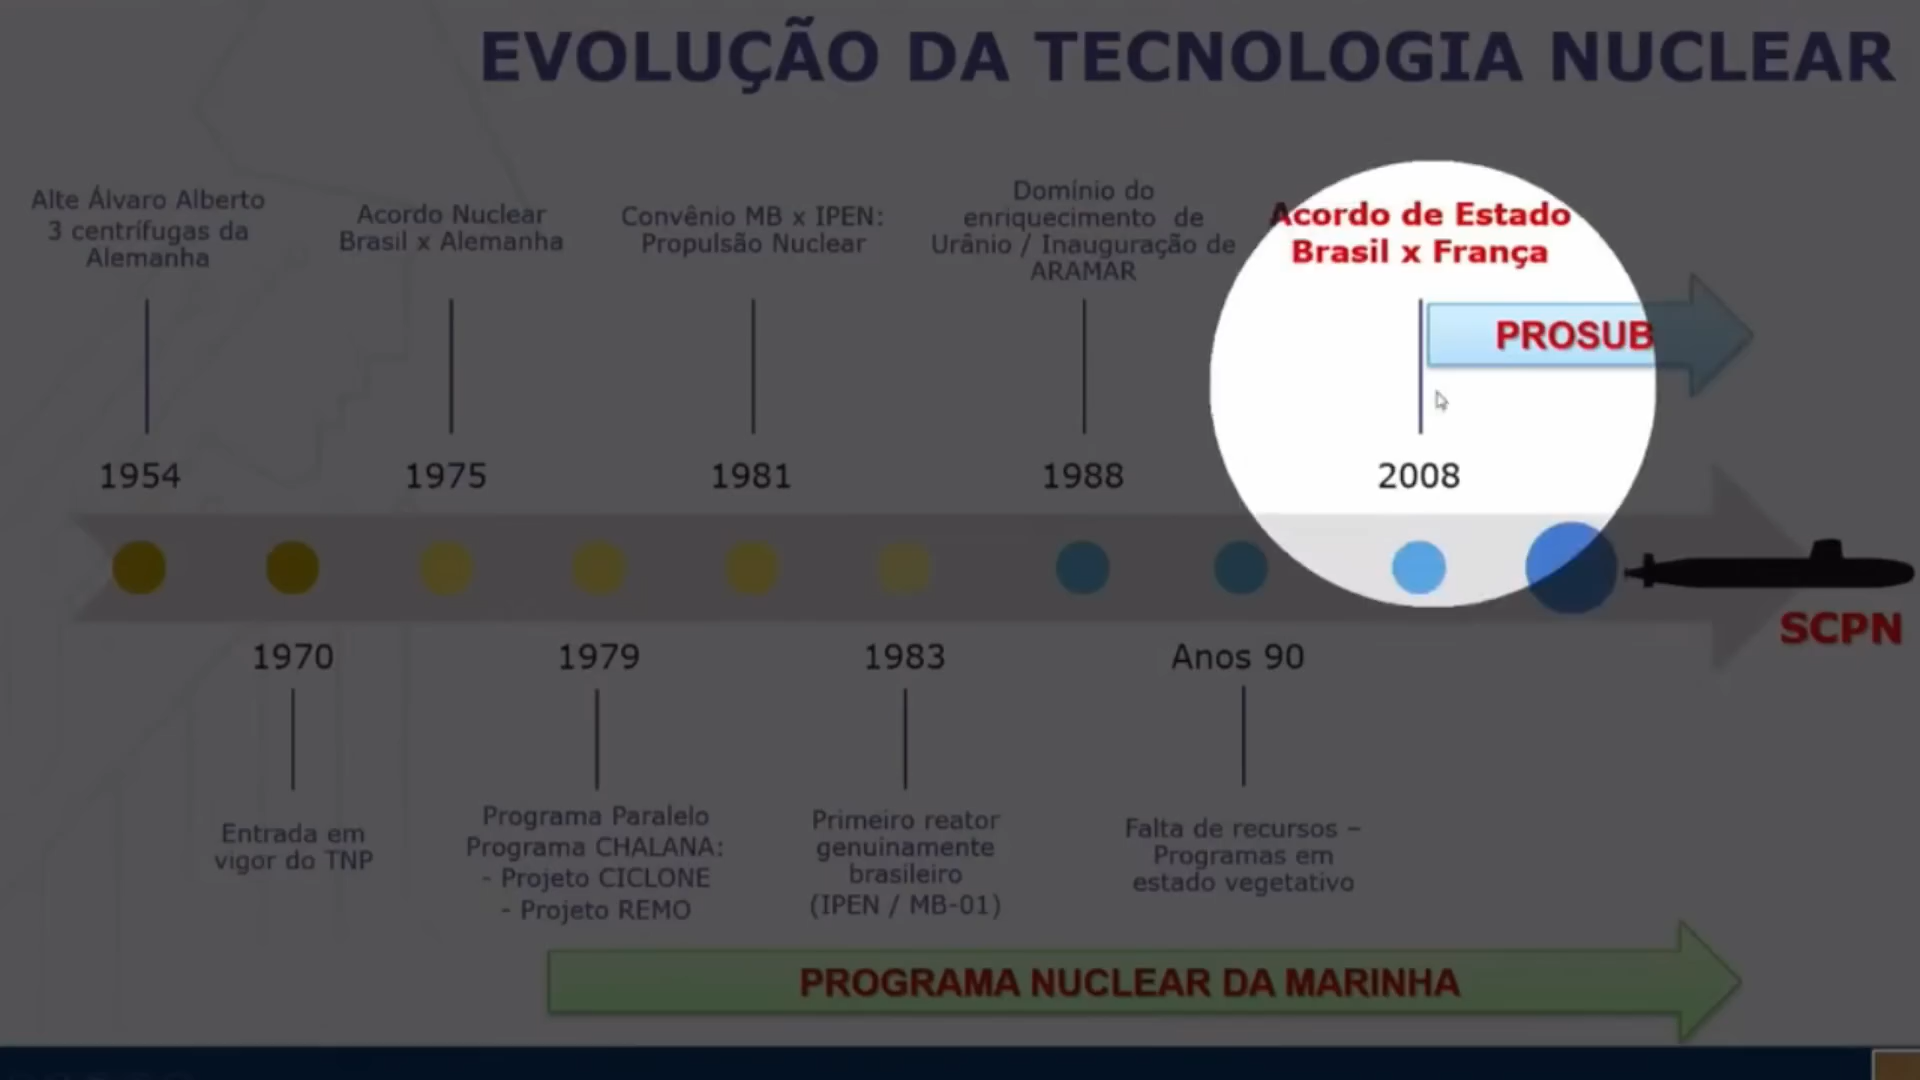 EVOLUÇÃO DA TECNOLOGIA NUCLEAR
Alte Álvaro Alberto
3 centrífugas da
Alemanha
Acordo Nuclear
Brasil x Alemanha
Convênio MB x IPEN:
Propulsão Nuclear
Domínio do
enriquecimento de
Urânio / Inauguração de
ARAMAR
Acordo de Estado
Brasil x França
PROSUB
1954
1975
1981
1988
2008
SCPN
1970
1979
1983
Anos 90
Entrada em
vigor do TNP
Programa Paralelo
Programa CHALANA:
- Projeto CICLONE
- Projeto REMO
Primeiro reator
genuinamente
brasileiro
(IPEN / MB-01)
Falta de recursos –
Programas em
estado vegetativo
PROGRAMA NUCLEAR DA MARINHA